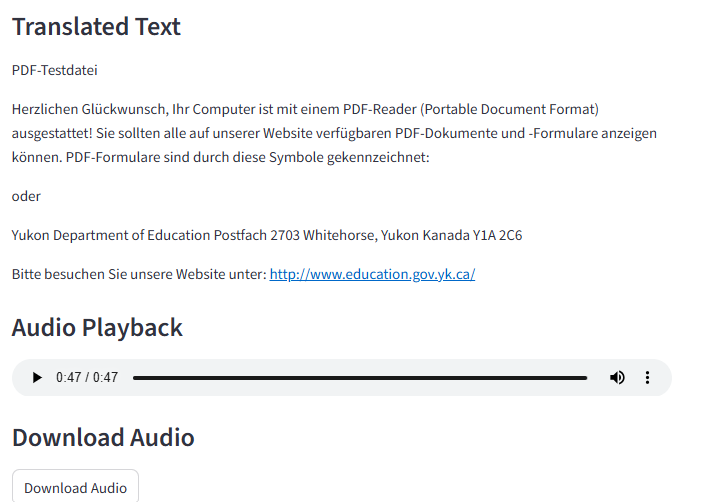 Translated Text
PDF-Testdatei
Herzlichen Glückwunsch, Ihr Computer ist mit einem PDF-Reader (Portable Document Format)
ausgestattet! Sie sollten alle auf unserer Website verfügbaren PDF-Dokumente und -Formulare anzeigen
können. PDF-Formulare sind durch diese Symbole gekennzeichnet:
oder
Yukon Department of Education Postfach 2703 Whitehorse, Yukon Kanada Y1A 2C6
Bitte besuchen Sie unsere Website unter: http://www.education.gov.yk.ca/
Audio Playback
0:47 / 0:47
Download Audio
Download Audio